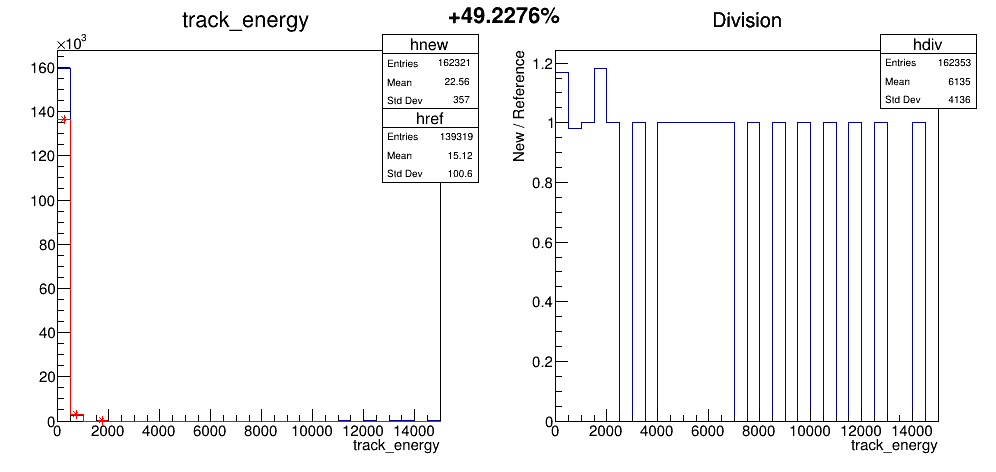 +49.2276%
track_energy
×10³
160
140
120
100
80
60
40
20
0
0 2000 4000 6000 8000 10000 12000 14000
track_energy
hnew
Entries 162321
Mean 22.56
Std Dev 357
href
Entries 139319
Mean 15.12
Std Dev 100.6
Division
New / Reference
1.2
1
0.8
0.6
0.4
0.2
0
0 2000 4000 6000 8000 10000 12000 14000
track_energy
hdiv
Entries 162353
Mean 6135
Std Dev 4136